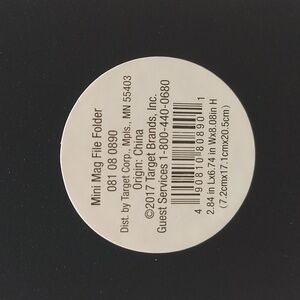 Mini Mag File Folder
081 08 0890
Dist. by Target Corp., Mpls., MN 55403
Origin: China
©2017 Target Brands, Inc.
Guest Services 1-800-440-0680
4 90810 80890 1
2.84 in Lx6.74 in Wx8.08in H
(7.2cmx17.1cmx20.5cm)